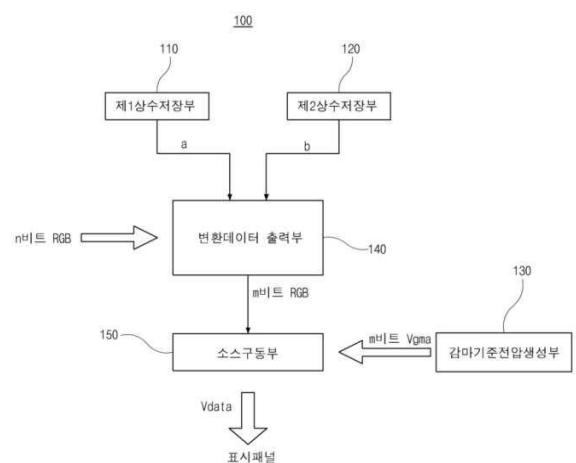 100
110
120
제1상수저장부
제2상수저장부
a
b
n비트 RGB
변환데이터 출력부
140
m비트 RGB
130
150
소스구동부
m비트 Vgma
감마기준전압생성부
Vdata
표시패널